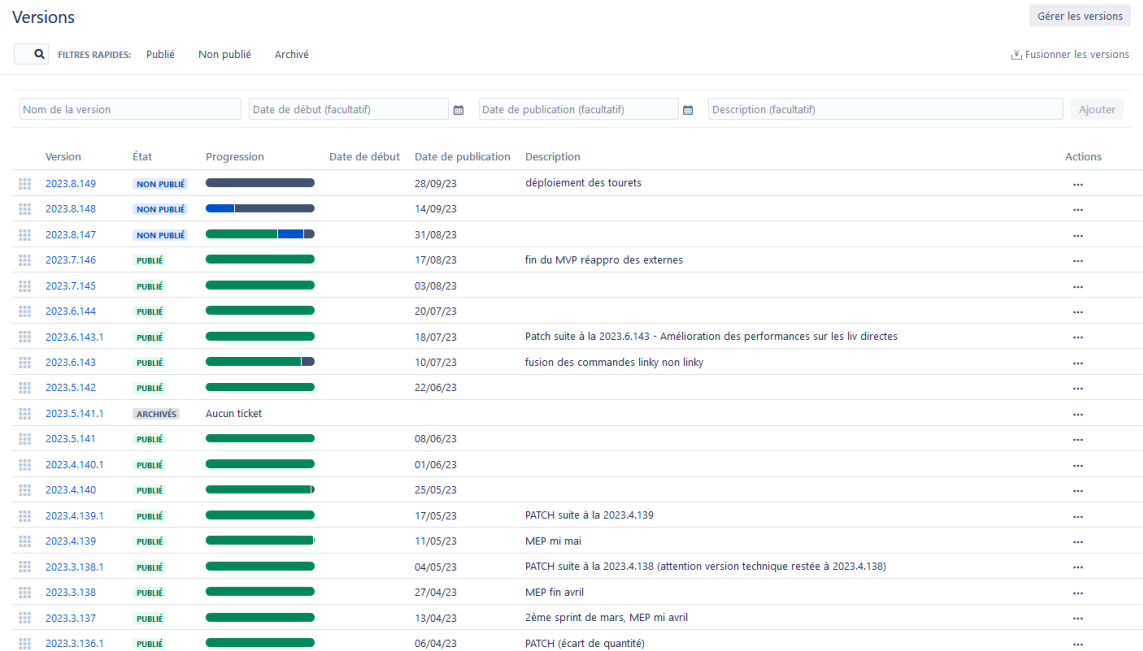 Versions
Gérer les versions
FILTRES RAPIDES: Publié Non publié Archivé
Fusionner les versions
Nom de la version Date de début (facultatif) Date de publication (facultatif) Description (facultatif) Ajouter
Version État Progression Date de début Date de publication Description Actions
2023.8.149 NON PUBLIÉ 28/09/23 déploiement des tourets
2023.8.148 NON PUBLIÉ 14/09/23
2023.8.147 NON PUBLIÉ 31/08/23
2023.7.146 PUBLIÉ 17/08/23 fin du MVP réappro des externes
2023.7.145 PUBLIÉ 03/08/23
2023.6.144 PUBLIÉ 20/07/23
2023.6.143.1 PUBLIÉ 18/07/23 Patch suite à la 2023.6.143 - Amélioration des performances sur les liv directes
2023.6.143 PUBLIÉ 10/07/23 fusion des commandes linky non linky
2023.5.142 PUBLIÉ 22/06/23
2023.5.141.1 ARCHIVÉS Aucun ticket
2023.5.141 PUBLIÉ 08/06/23
2023.4.140.1 PUBLIÉ 01/06/23
2023.4.140 PUBLIÉ 25/05/23
2023.4.139.1 PUBLIÉ 17/05/23 PATCH suite à la 2023.4.139
2023.4.139 PUBLIÉ 11/05/23 MEP mi mai
2023.3.138.1 PUBLIÉ 04/05/23 PATCH suite à la 2023.4.138 (attention version technique restée à 2023.4.138)
2023.3.138 PUBLIÉ 27/04/23 MEP fin avril
2023.3.137 PUBLIÉ 13/04/23 2ème sprint de mars, MEP mi avril
2023.3.136.1 PUBLIÉ 06/04/23 PATCH (écart de quantité)